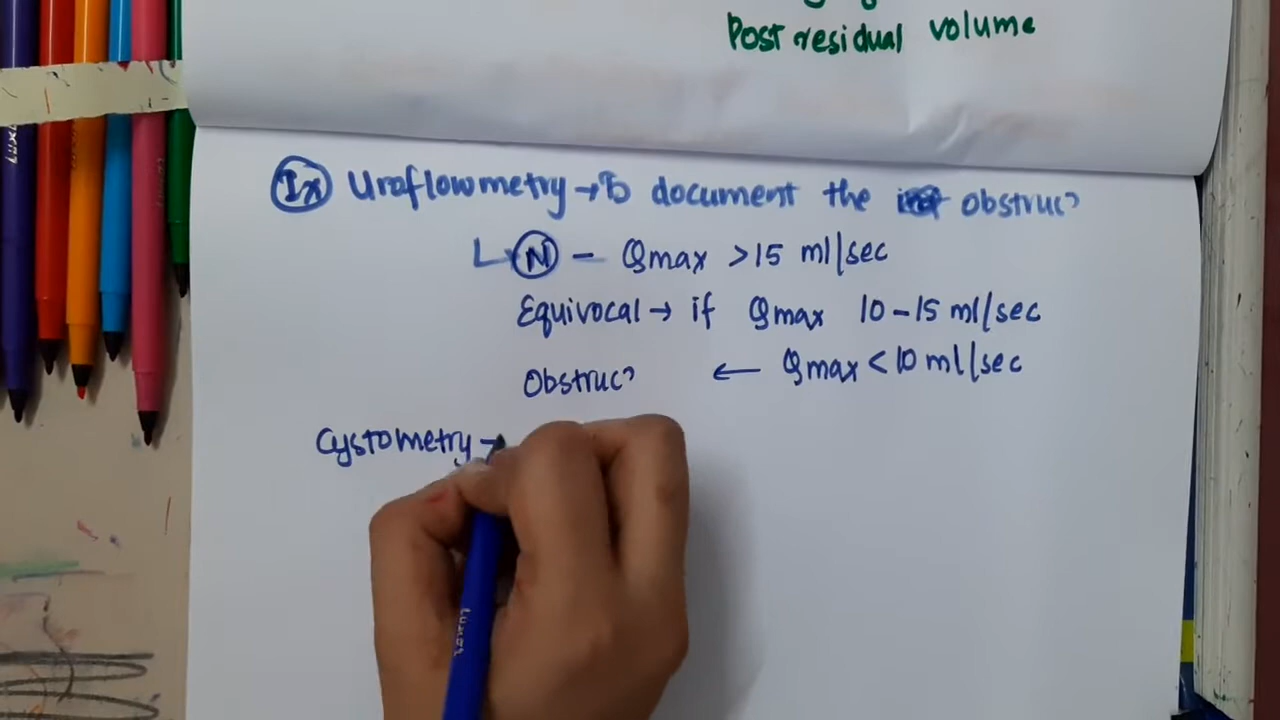 Post residual volume
Ix Uroflowmetry → To document the obstruc?
N - Qmax >15 ml/sec
Equivocal → if Qmax 10-15 ml/sec
Obstruc? ← Qmax < 10 ml/sec
Cystometry →
Luxor